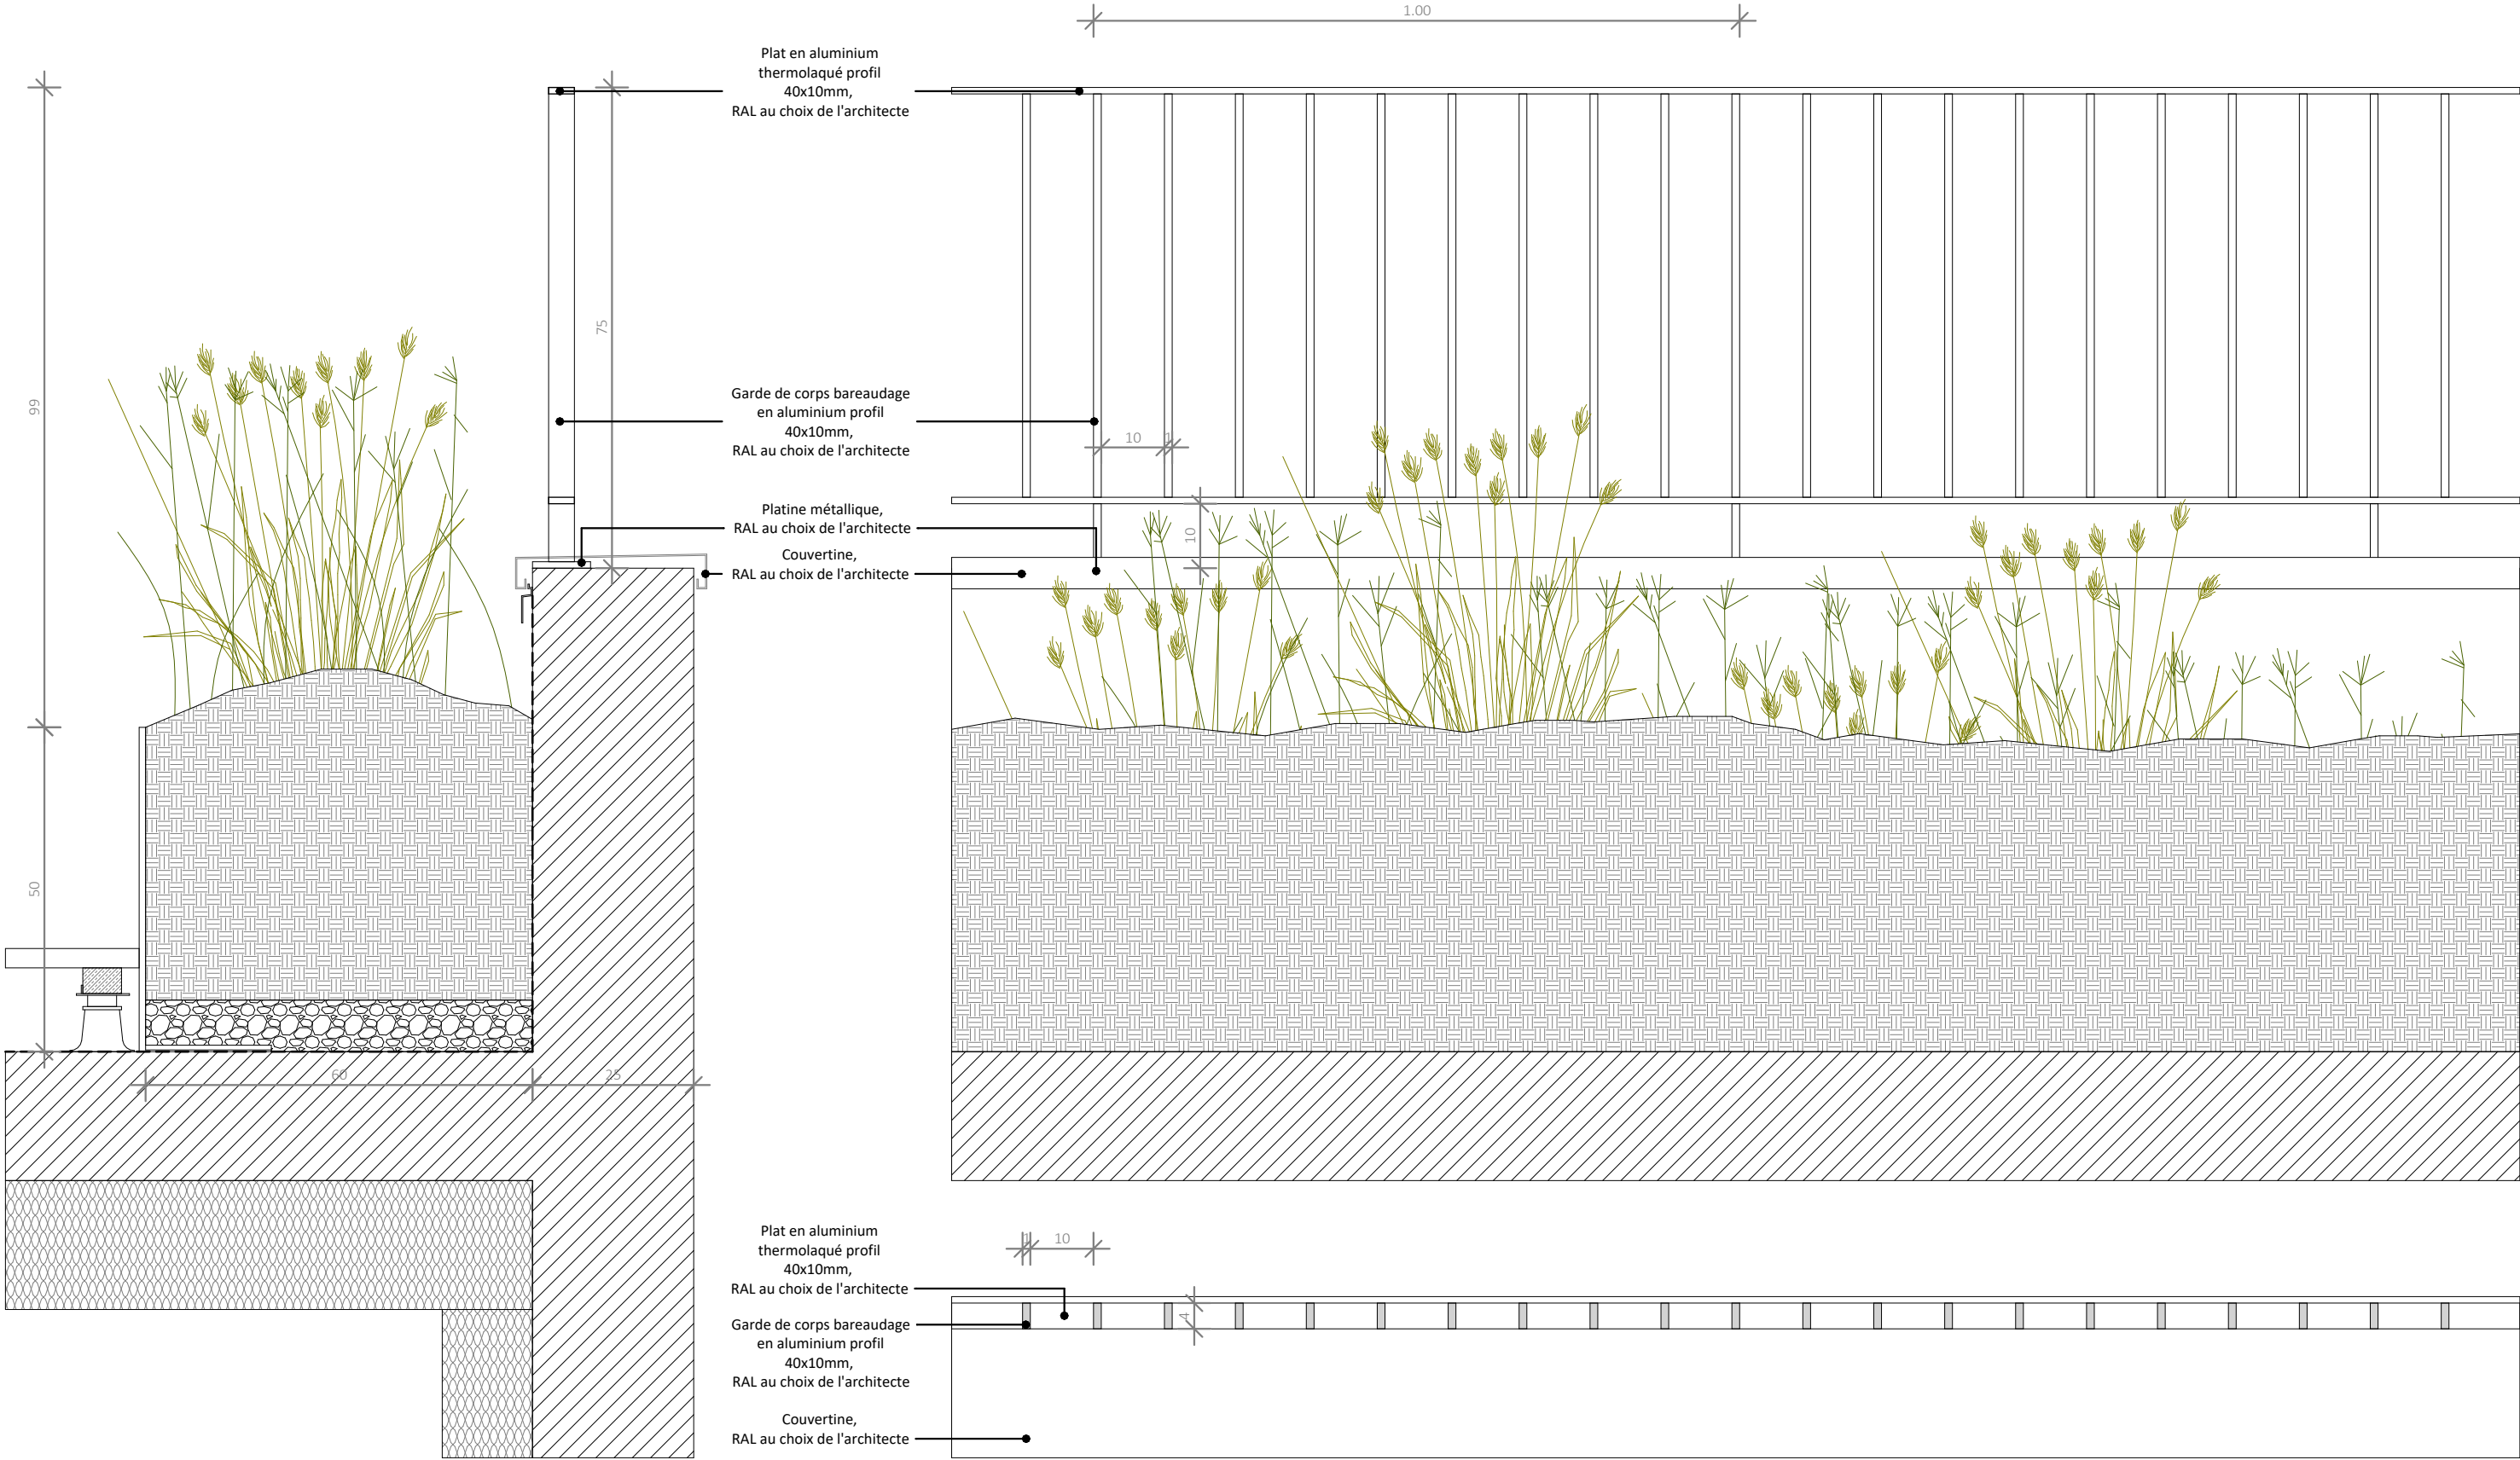 1.00
Plat en aluminium
thermolaqué profil
40x10mm,
RAL au choix de l'architecte
75
99
Garde de corps bareaudage
en aluminium profil
40x10mm,
RAL au choix de l'architecte
10
1
Platine métallique,
RAL au choix de l'architecte
10
Couvertine,
RAL au choix de l'architecte
50
60
25
Plat en aluminium
thermolaqué profil
40x10mm,
RAL au choix de l'architecte
1
10
4
Garde de corps bareaudage
en aluminium profil
40x10mm,
RAL au choix de l'architecte
Couvertine,
RAL au choix de l'architecte